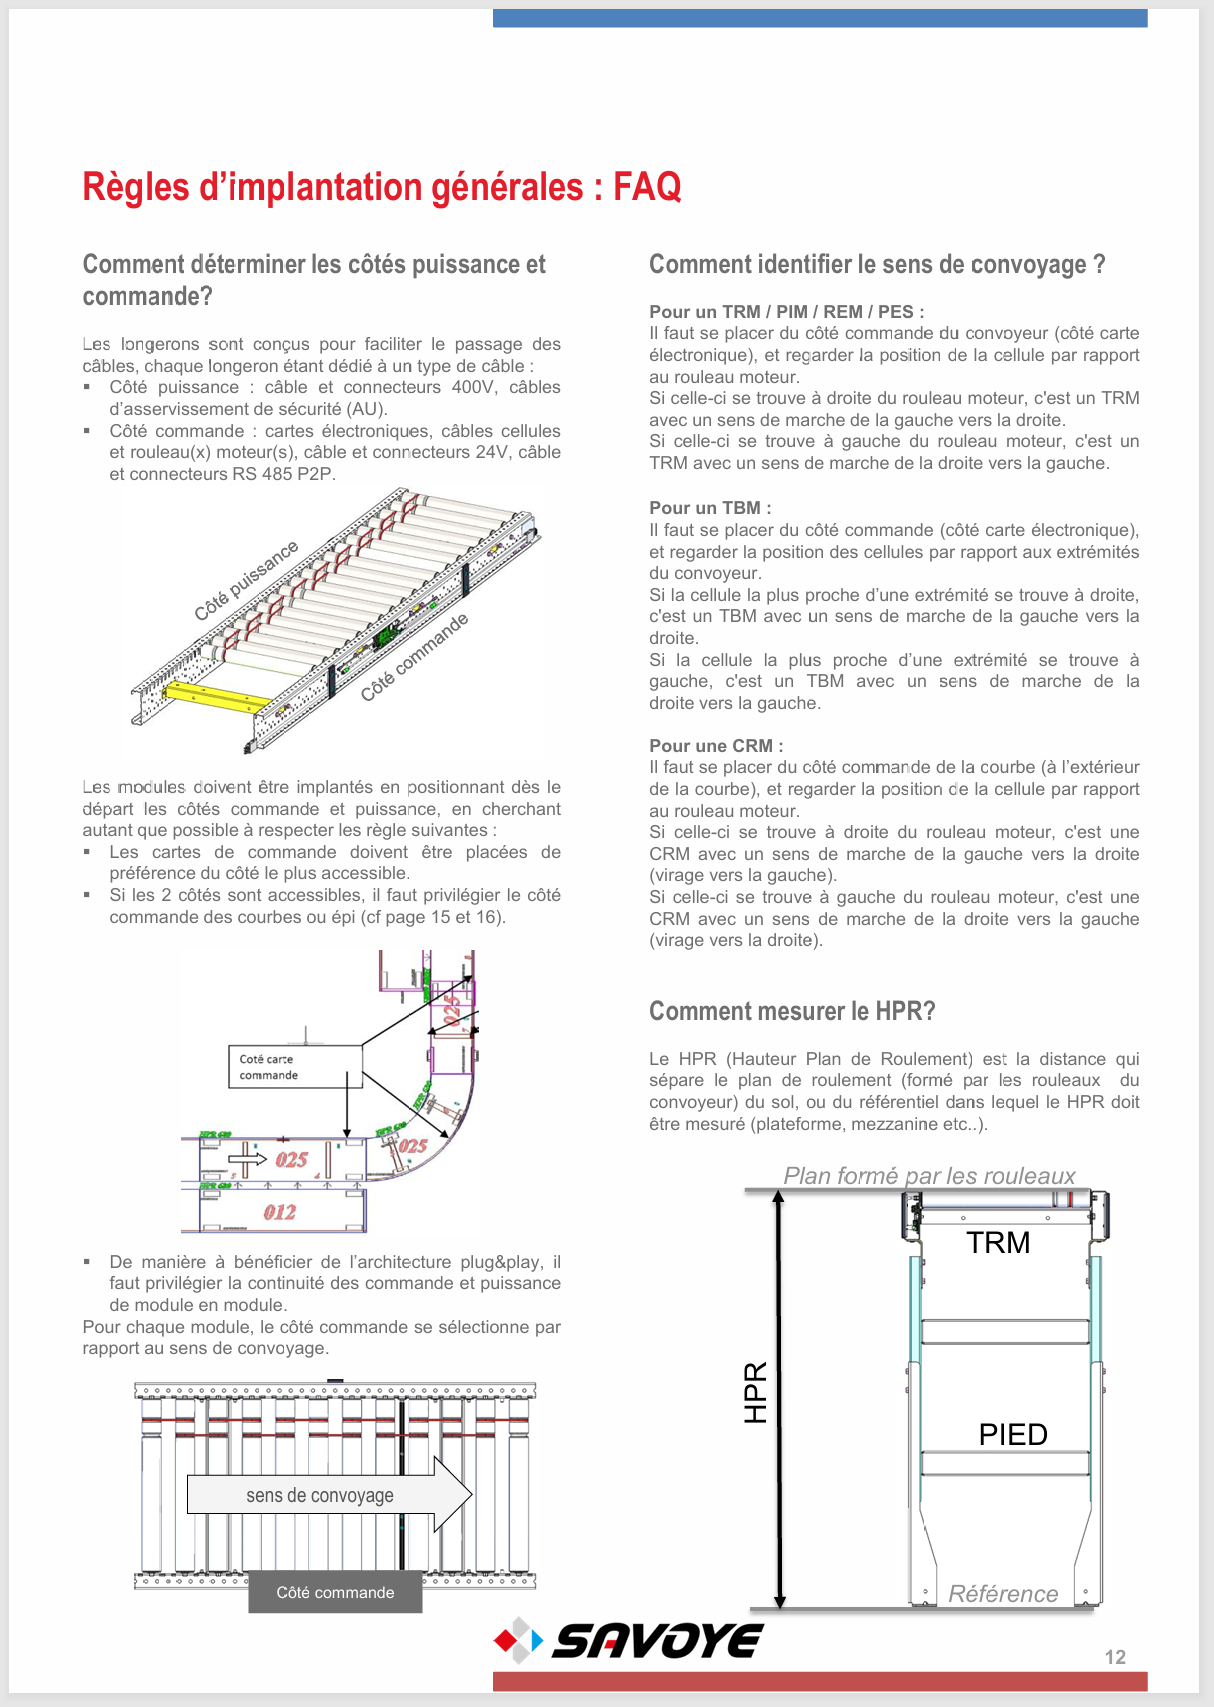 Règles d’implantation générales : FAQ
Comment déterminer les côtés puissance et
commande?
Les longerons sont conçus pour faciliter le passage des
câbles, chaque longeron étant dédié à un type de câble :
▪ Côté puissance : câble et connecteurs 400V, câbles
d’asservissement de sécurité (AU).
▪ Côté commande : cartes électroniques, câbles cellules
et rouleau(x) moteur(s), câble et connecteurs 24V, câble
et connecteurs RS 485 P2P.
Côté puissance
Côté commande
Les modules doivent être implantés en positionnant dès le
départ les côtés commande et puissance, en cherchant
autant que possible à respecter les règle suivantes :
▪ Les cartes de commande doivent être placées de
préférence du côté le plus accessible.
▪ Si les 2 côtés sont accessibles, il faut privilégier le côté
commande des courbes ou épi (cf page 15 et 16).
025
Coté carte
commande
HPR 630
HPR 630
HPR 630
025
025
HPR 630
012
▪ De manière à bénéficier de l’architecture plug&play, il
faut privilégier la continuité des commande et puissance
de module en module.
Pour chaque module, le côté commande se sélectionne par
rapport au sens de convoyage.
sens de convoyage
Côté commande
Comment identifier le sens de convoyage ?
Pour un TRM / PIM / REM / PES :
Il faut se placer du côté commande du convoyeur (côté carte
électronique), et regarder la position de la cellule par rapport
au rouleau moteur.
Si celle-ci se trouve à droite du rouleau moteur, c'est un TRM
avec un sens de marche de la gauche vers la droite.
Si celle-ci se trouve à gauche du rouleau moteur, c'est un
TRM avec un sens de marche de la droite vers la gauche.
Pour un TBM :
Il faut se placer du côté commande (côté carte électronique),
et regarder la position des cellules par rapport aux extrémités
du convoyeur.
Si la cellule la plus proche d’une extrémité se trouve à droite,
c'est un TBM avec un sens de marche de la gauche vers la
droite.
Si la cellule la plus proche d’une extrémité se trouve à
gauche, c'est un TBM avec un sens de marche de la
droite vers la gauche.
Pour une CRM :
Il faut se placer du côté commande de la courbe (à l’extérieur
de la courbe), et regarder la position de la cellule par rapport
au rouleau moteur.
Si celle-ci se trouve à droite du rouleau moteur, c'est une
CRM avec un sens de marche de la gauche vers la droite
(virage vers la gauche).
Si celle-ci se trouve à gauche du rouleau moteur, c'est une
CRM avec un sens de marche de la droite vers la gauche
(virage vers la droite).
Comment mesurer le HPR?
Le HPR (Hauteur Plan de Roulement) est la distance qui
sépare le plan de roulement (formé par les rouleaux du
convoyeur) du sol, ou du référentiel dans lequel le HPR doit
être mesuré (plateforme, mezzanine etc..).
Plan formé par les rouleaux
TRM
HPR
PIED
Référence
SAVOYE
12